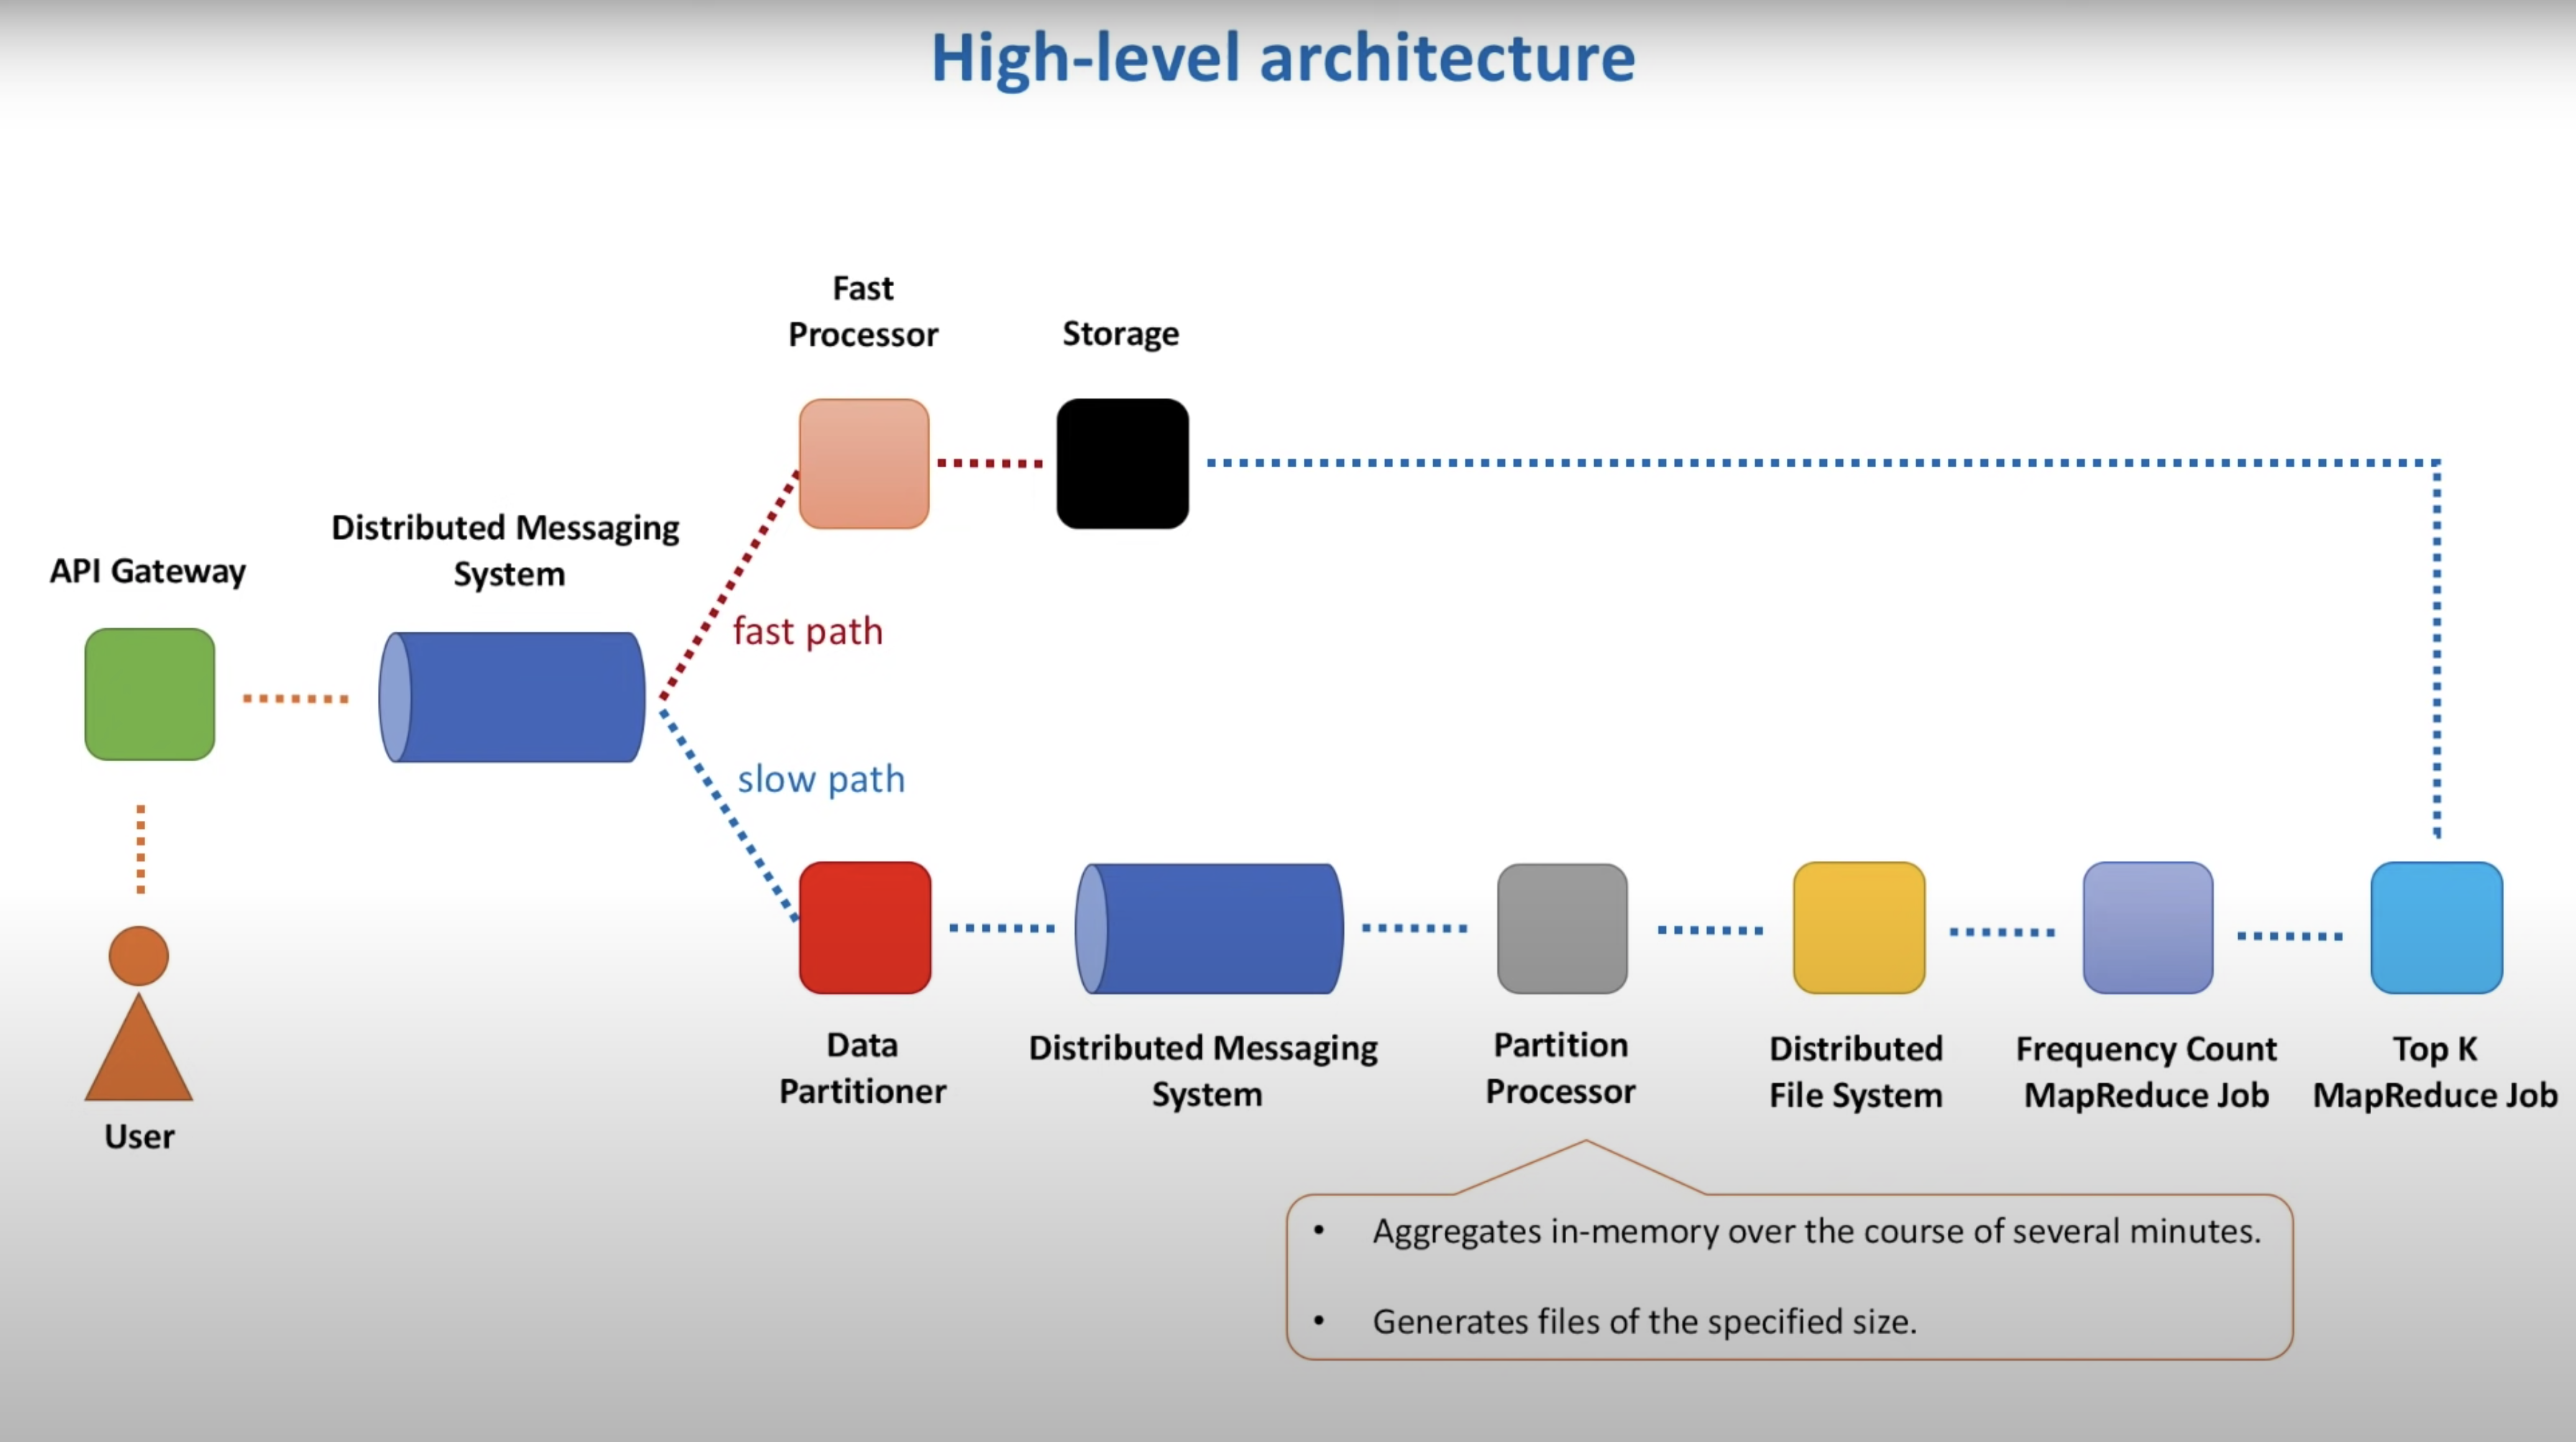 High-level architecture
Fast
Processor
Storage
Distributed Messaging
System
API Gateway
fast path
slow path
Data
Partitioner
Distributed Messaging
System
Partition
Processor
Distributed
File System
Frequency Count
MapReduce Job
Top K
MapReduce Job
User
• Aggregates in-memory over the course of several minutes.
• Generates files of the specified size.